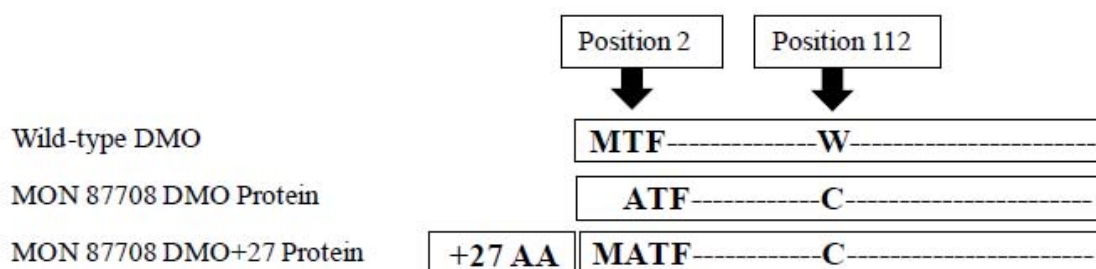 Position 2 Position 112
Wild-type DMO MTF-------------W----------------------
MON 87708 DMO Protein ATF------------C----------------------
MON 87708 DMO+27 Protein +27 AA MATF------------C----------------------